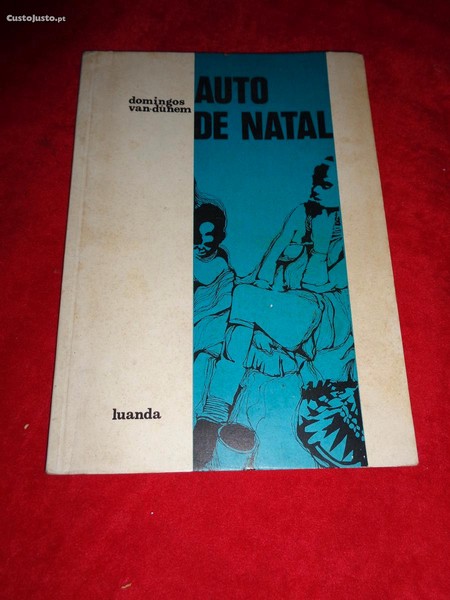 CustoJusto.pt
AUTO
DE NATAL
domingos
van-dúnem
luanda